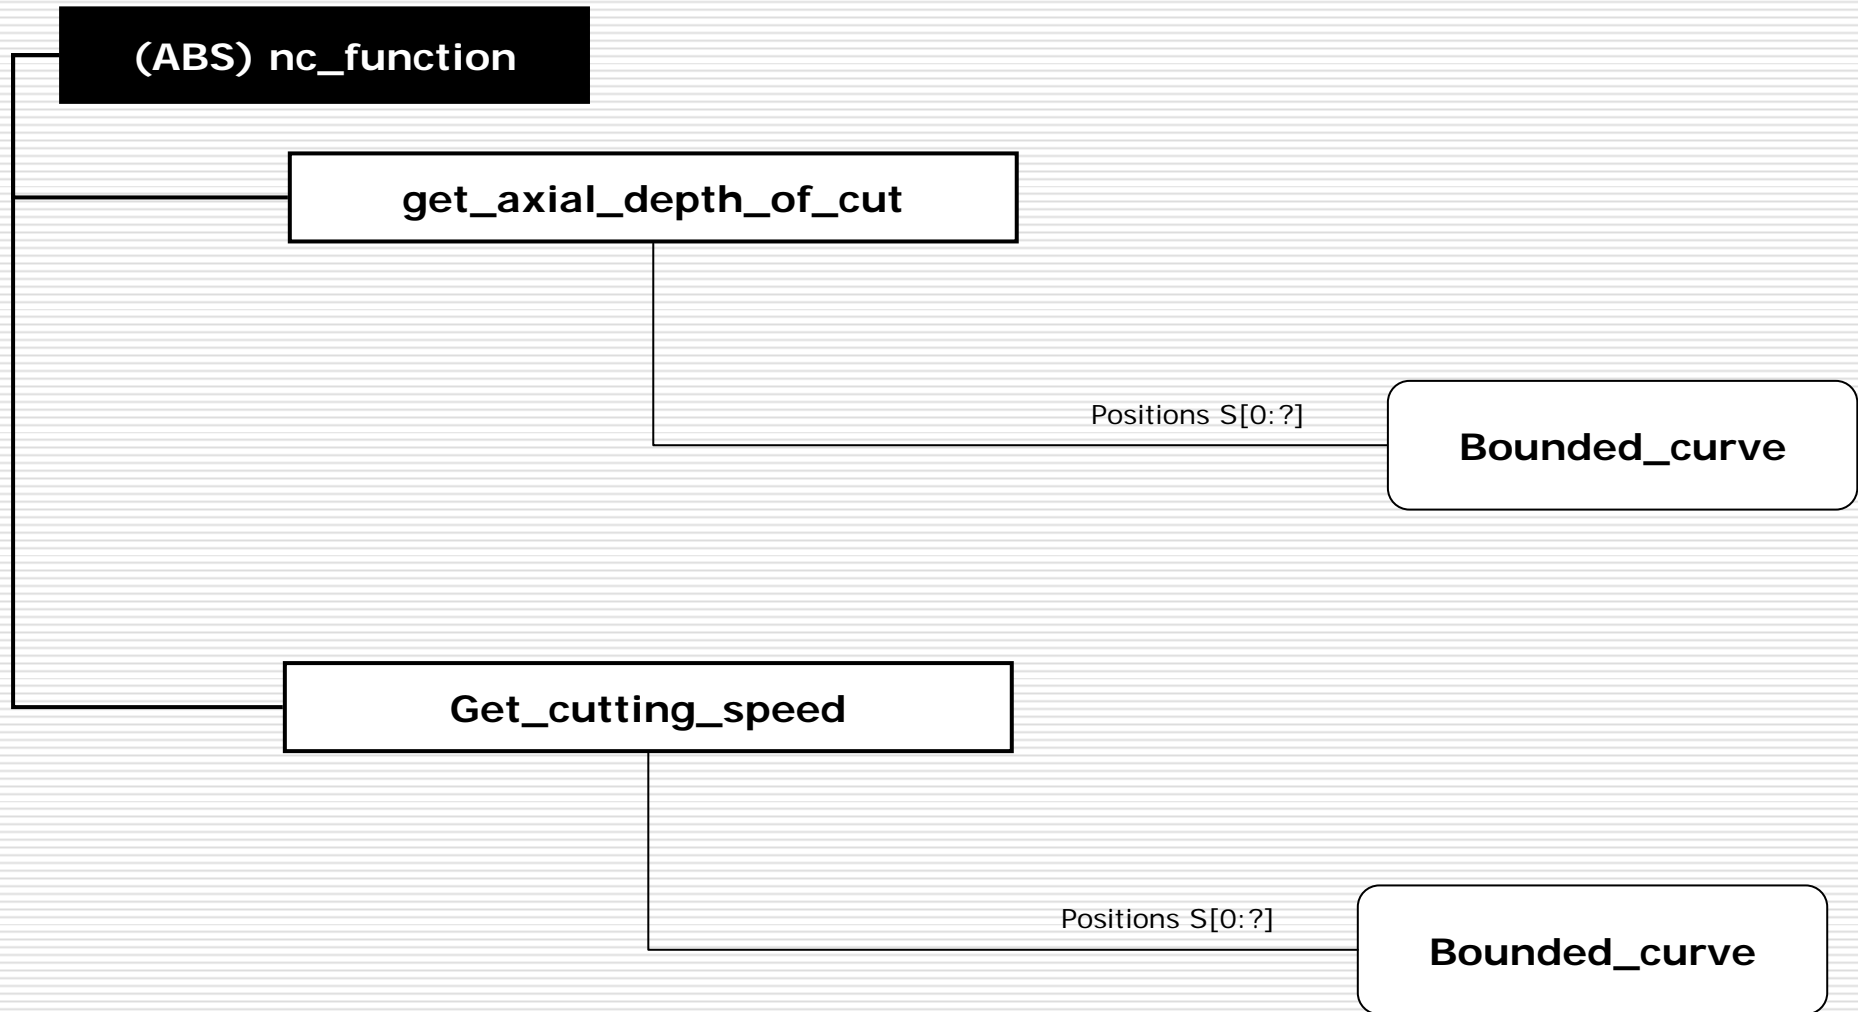 (ABS) nc_function
get_axial_depth_of_cut
Positions S[0:?]
Bounded_curve
Get_cutting_speed
Positions S[0:?]
Bounded_curve